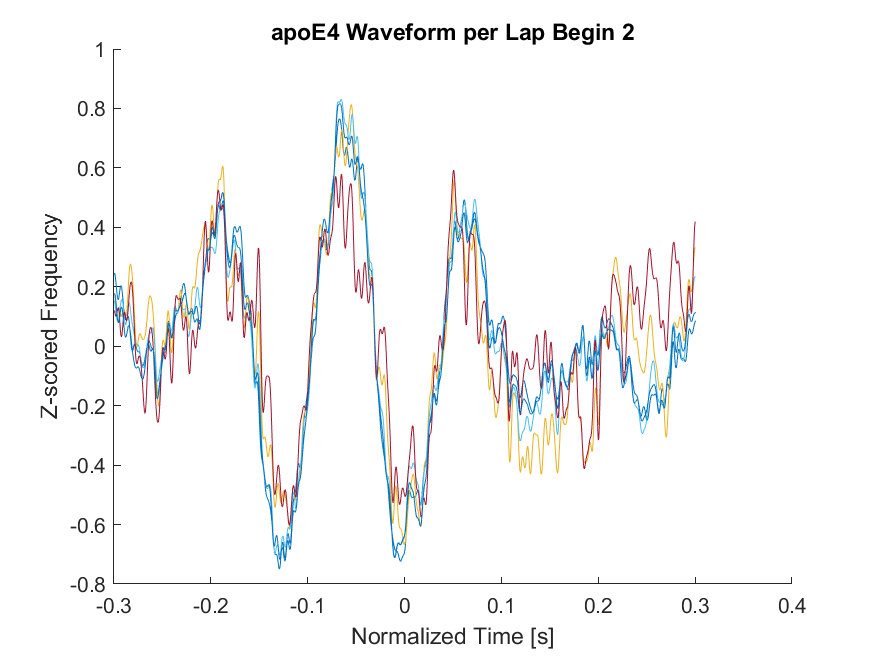 apoE4 Waveform per Lap Begin 2
1
0.8
0.6
0.4
0.2
0
-0.2
-0.4
-0.6
-0.8
Z-scored Frequency
-0.3 -0.2 -0.1 0 0.1 0.2 0.3 0.4
Normalized Time [s]